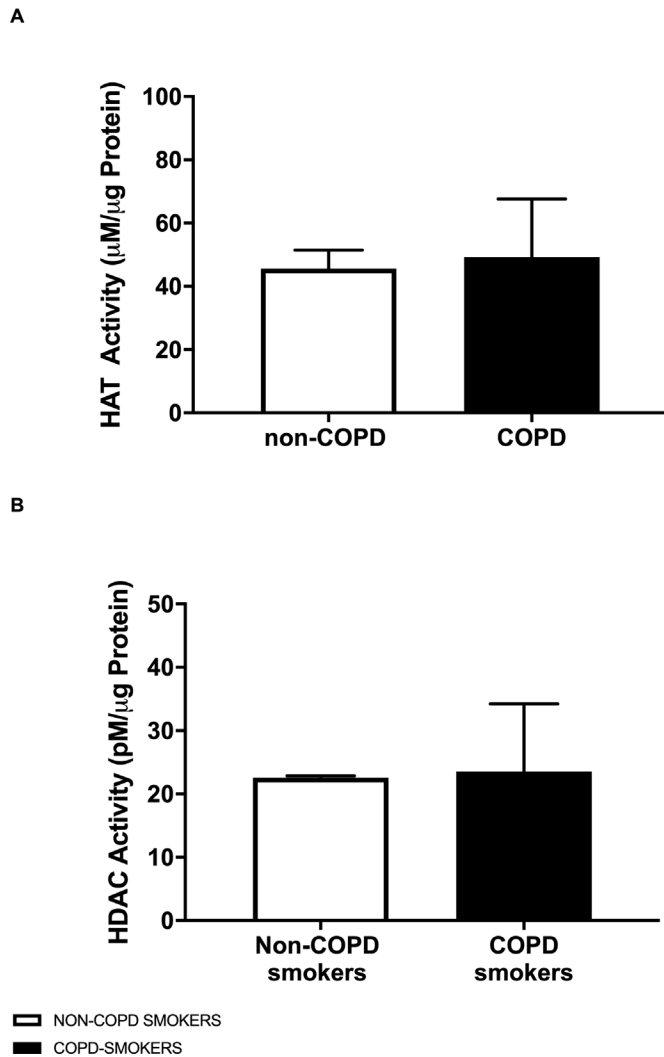 A
HAT Activity (μM/μg Protein)
100
80
60
40
20
0
non-COPD COPD
B
HDAC Activity (pM/μg Protein)
50
40
30
20
10
0
Non-COPD smokers
COPD smokers
NON-COPD SMOKERS
COPD-SMOKERS